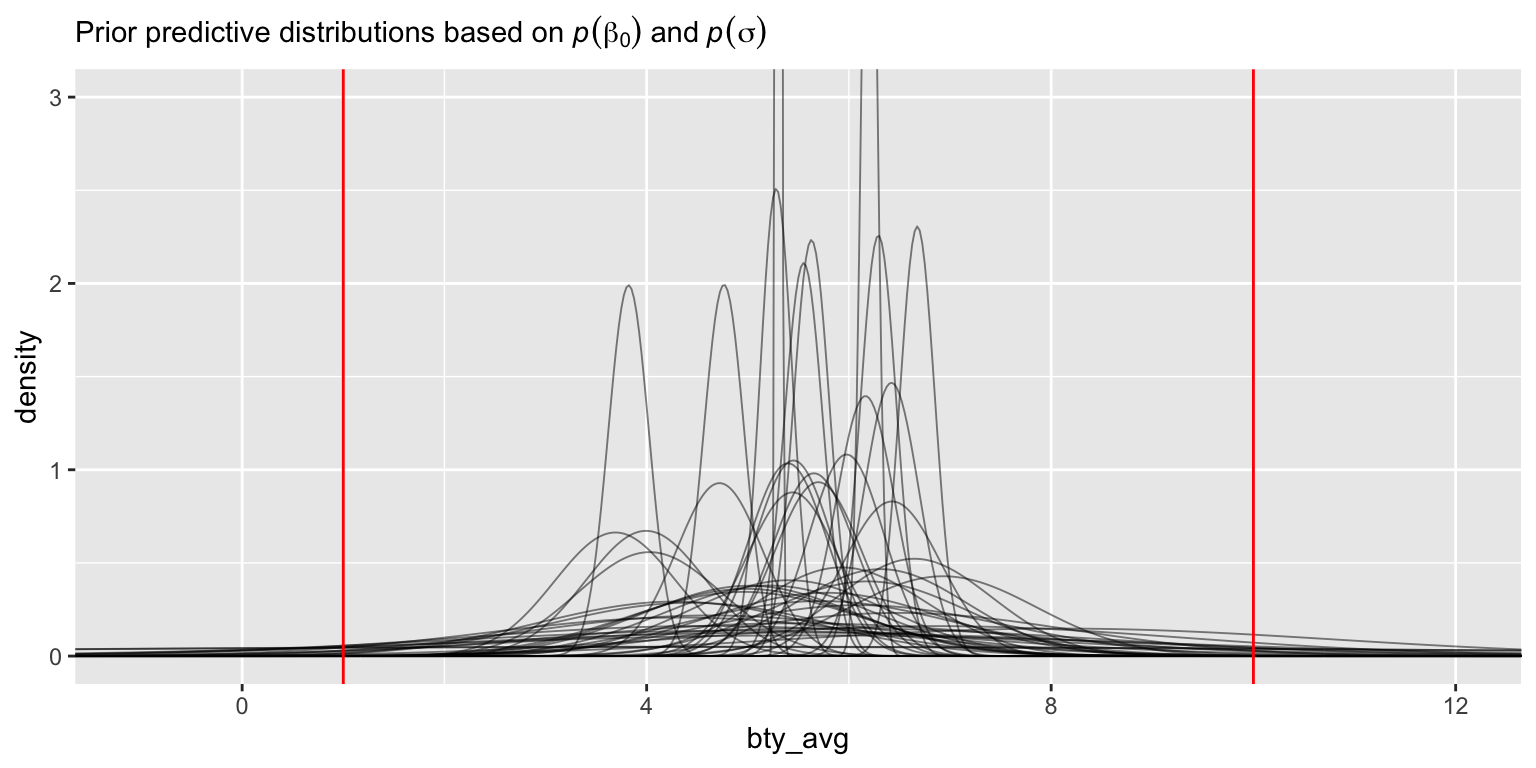 Prior predictive distributions based on p(β₀) and p(σ)
3
2
1
0
density
0 4 8 12
bty_avg